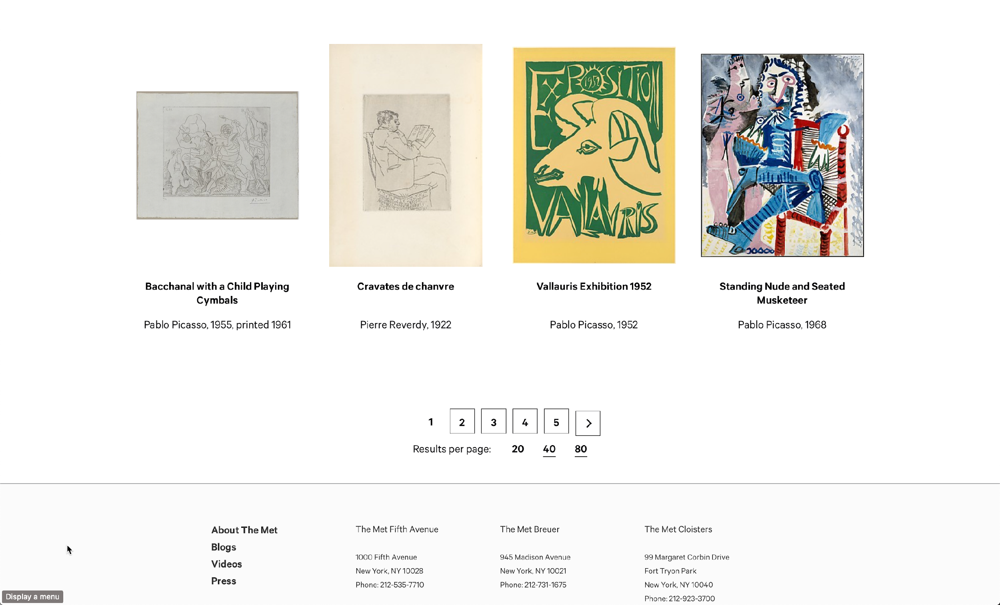 EXPOSITION
1952
VALLAURIS
Bacchanal with a Child Playing
Cymbals
Pablo Picasso, 1955, printed 1961
Cravates de chanvre
Pierre Reverdy, 1922
Vallauris Exhibition 1952
Pablo Picasso, 1952
Standing Nude and Seated
Musketeer
Pablo Picasso, 1968
1 2 3 4 5 >
Results per page: 20 40 80
About The Met
Blogs
Videos
Press
The Met Fifth Avenue
1000 Fifth Avenue
New York, NY 10028
Phone: 212-535-7710
The Met Breuer
945 Madison Avenue
New York, NY 10021
Phone: 212-731-1675
The Met Cloisters
99 Margaret Corbin Drive
Fort Tryon Park
New York, NY 10040
Phone: 212-923-3700
Display a menu